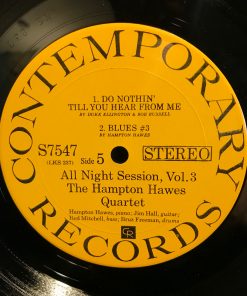 CONTEMPORARY
1. DO NOTHIN'
TILL YOU HEAR FROM ME
BY DUKE ELLINGTON & BOB RUSSELL
2. BLUES #3
BY HAMPTON HAWES
S7547 Side 5 STEREO
(LKS 237)
All Night Session, Vol. 3
The Hampton Hawes
Quartet
Hampton Hawes, piano; Jim Hall, guitar;
Red Mitchell, bass; Bruz Freeman, drums
CR
RECORDS